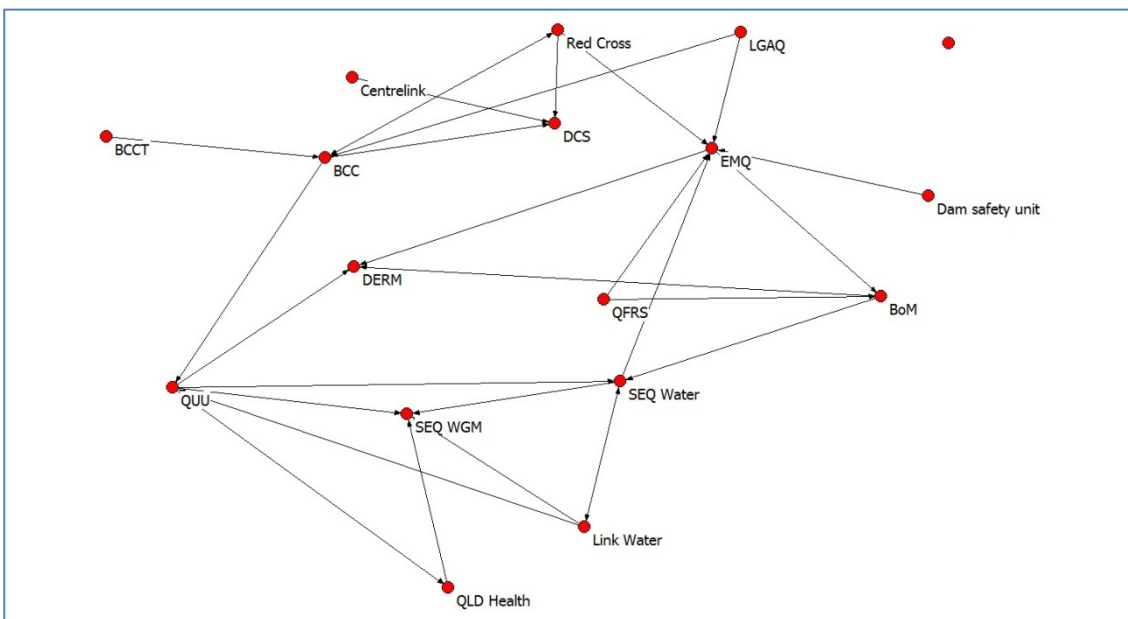 Red Cross
LGAQ
Centrelink
DCS
BCCT
BCC
EMQ
Dam safety unit
DERM
QFRS
BoM
QUU
SEQ Water
SEQ WGM
Link Water
QLD Health